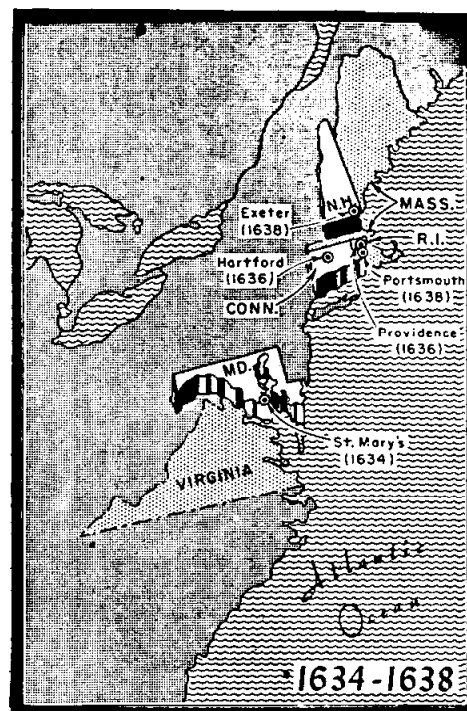 N.H.
MASS.
Exeter
(1638)
R.I.
Hartford
(1636)
Portsmouth
(1638)
CONN.
Providence
(1636)
MD.
St. Mary's
(1634)
VIRGINIA
Atlantic
Ocean
1634-1638